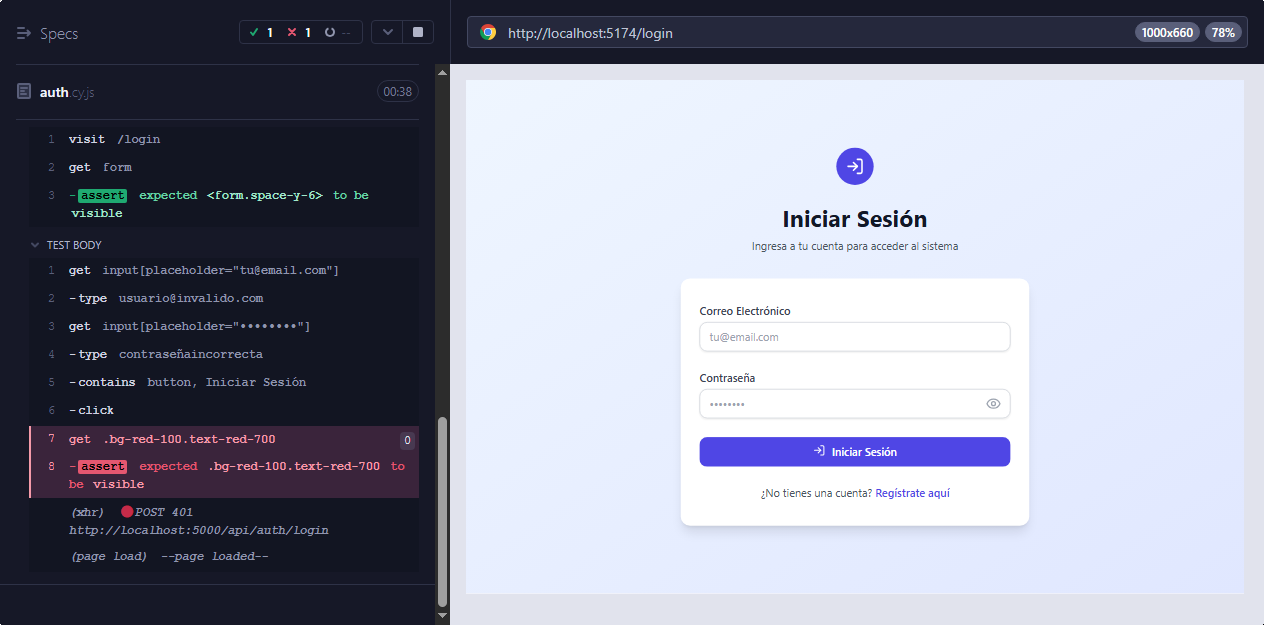 Specs
1
1
--
http://localhost:5174/login
1000x660
78%
auth.cy.js
00:38
1 visit /login
2 get form
3 -assert expected <form.space-y-6> to be
visible
TEST BODY
1 get input[placeholder="tu@email.com"]
2 -type usuario@invalido.com
3 get input[placeholder="••••••••"]
4 -type contraseñaincorrecta
5 -contains button, Iniciar Sesión
6 -click
7 get .bg-red-100.text-red-700 0
8 -assert expected .bg-red-100.text-red-700 to
be visible
(xhr) POST 401
http://localhost:5000/api/auth/login
(page load) --page loaded--
Iniciar Sesión
Ingresa a tu cuenta para acceder al sistema
Correo Electrónico
tu@email.com
Contraseña
••••••••
Iniciar Sesión
¿No tienes una cuenta? Regístrate aquí